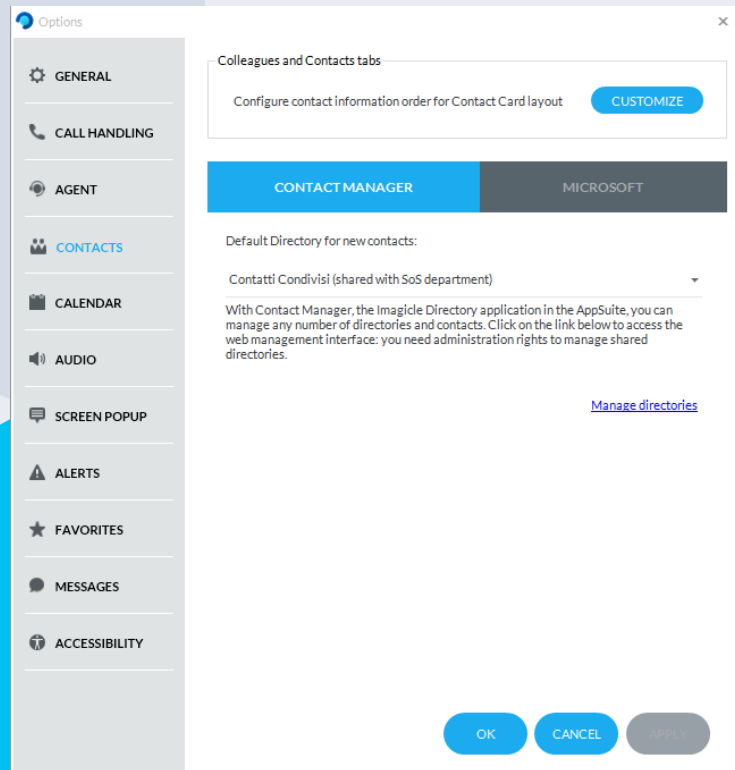 Options
GENERAL
CALL HANDLING
AGENT
CONTACTS
CALENDAR
AUDIO
SCREEN POPUP
ALERTS
FAVORITES
MESSAGES
ACCESSIBILITY
Colleagues and Contacts tabs
Configure contact information order for Contact Card layout
CUSTOMIZE
CONTACT MANAGER
MICROSOFT
Default Directory for new contacts:
Contatti Condivisi (shared with SoS department)
With Contact Manager, the Imagicle Directory application in the AppSuite, you can
manage any number of directories and contacts. Click on the link below to access the
web management interface: you need administration rights to manage shared
directories.
Manage directories
OK
CANCEL
APPLY